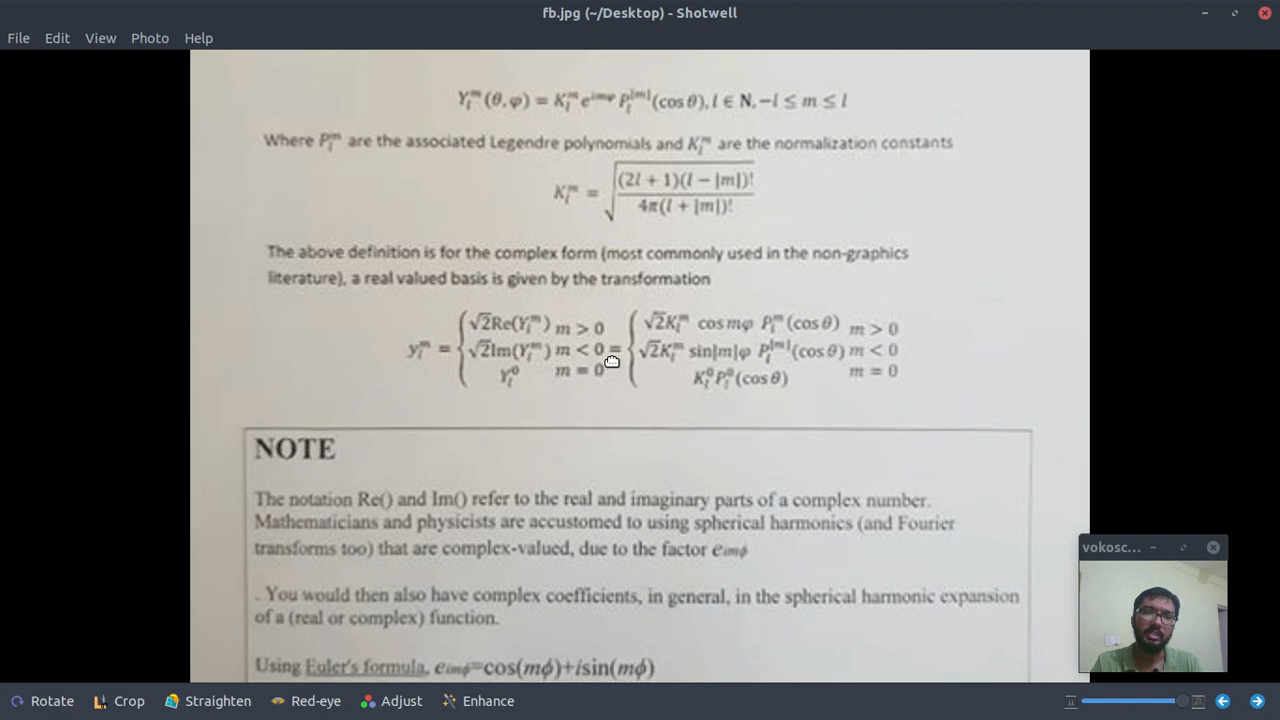 fb.jpg (~/Desktop) - Shotwell
File Edit View Photo Help
Y_l^m(θ, φ) = K_l^m e^{imφ} P_l^{|m|}(cos θ), l ∈ N, −l ≤ m ≤ l
Where P_l^m are the associated Legendre polynomials and K_l^m are the normalization constants
K_l^m = √((2l + 1)(l − |m|)! / 4π(l + |m|)!)
The above definition is for the complex form (most commonly used in the non-graphics
literature), a real valued basis is given by the transformation
y_l^m = { √2Re(Y_l^m) m > 0 = { √2K_l^m cos mφ P_l^m(cos θ) m > 0
√2Im(Y_l^m) m < 0 √2K_l^m sin|m|φ P_l^{|m|}(cos θ) m < 0
Y_l^0 m = 0 K_l^0 P_l^0(cos θ) m = 0
NOTE
The notation Re() and Im() refer to the real and imaginary parts of a complex number.
Mathematicians and physicists are accustomed to using spherical harmonics (and Fourier
transforms too) that are complex-valued, due to the factor eimϕ
. You would then also have complex coefficients, in general, in the spherical harmonic expansion
of a (real or complex) function.
Using Euler's formula, eimϕ=cos(mϕ)+isin(mϕ)
vokosc...
Rotate Crop Straighten Red-eye Adjust Enhance